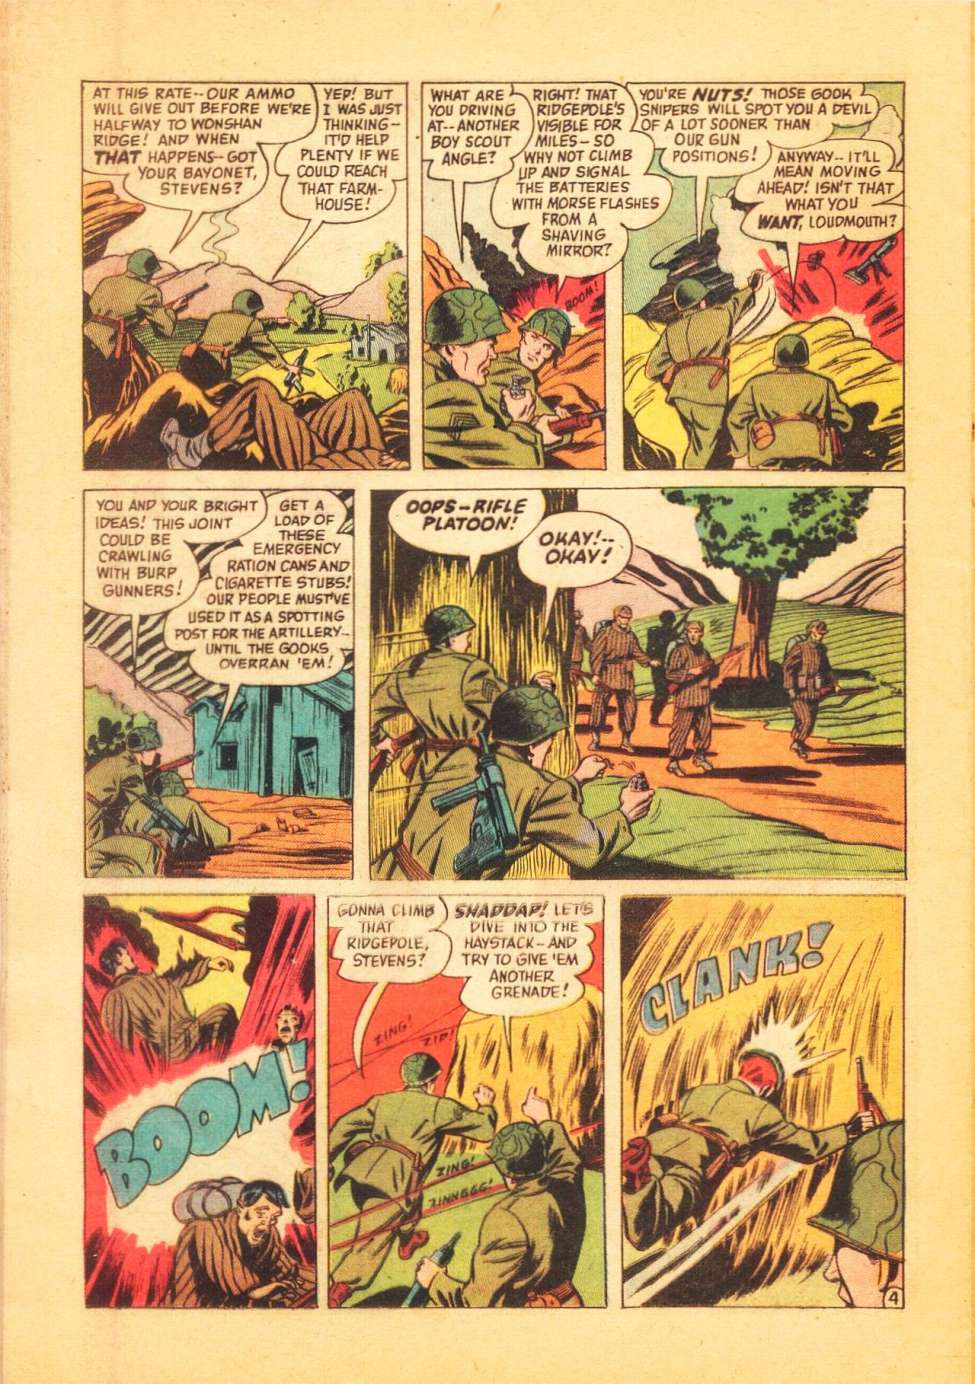 AT THIS RATE--OUR AMMO
WILL GIVE OUT BEFORE WE'RE
HALFWAY TO WONSHAN
RIDGE! AND WHEN
THAT HAPPENS--GOT
YOUR BAYONET,
STEVENS?
YEP! BUT
I WAS JUST
THINKING--
IT'D HELP
PLENTY IF WE
COULD REACH
THAT FARM-
HOUSE!
WHAT ARE
YOU DRIVING
AT--ANOTHER
BOY SCOUT
ANGLE?
RIGHT! THAT
RIDGEPOLE'S
VISIBLE FOR
MILES--SO
WHY NOT CLIMB
UP AND SIGNAL
THE BATTERIES
WITH MORSE FLASHES
FROM A
SHAVING
MIRROR?
BOOM!
YOU'RE NUTS! THOSE GOOK
SNIPERS WILL SPOT YOU A DEVIL
OF A LOT SOONER THAN
OUR GUN
POSITIONS!
ANYWAY--IT'LL
MEAN MOVING
AHEAD! ISN'T THAT
WHAT YOU
WANT, LOUDMOUTH?
YOU AND YOUR BRIGHT
IDEAS! THIS JOINT
COULD BE
CRAWLING
WITH BURP
GUNNERS!
GET A
LOAD OF
THESE
EMERGENCY
RATION CANS AND
CIGARETTE STUBS!
OUR PEOPLE MUST'VE
USED IT AS A SPOTTING
POST FOR THE ARTILLERY--
UNTIL THE GOOKS
OVERRAN 'EM!
OOPS--RIFLE
PLATOON!
OKAY!--
OKAY!
BOOM!
GONNA CLIMB
THAT
RIDGEPOLE,
STEVENS?
SHADDAP! LET'S
DIVE INTO THE
HAYSTACK--AND
TRY TO GIVE 'EM
ANOTHER
GRENADE!
ZING!
ZIP!
ZING!
ZINNGGG!
CLANK!
4